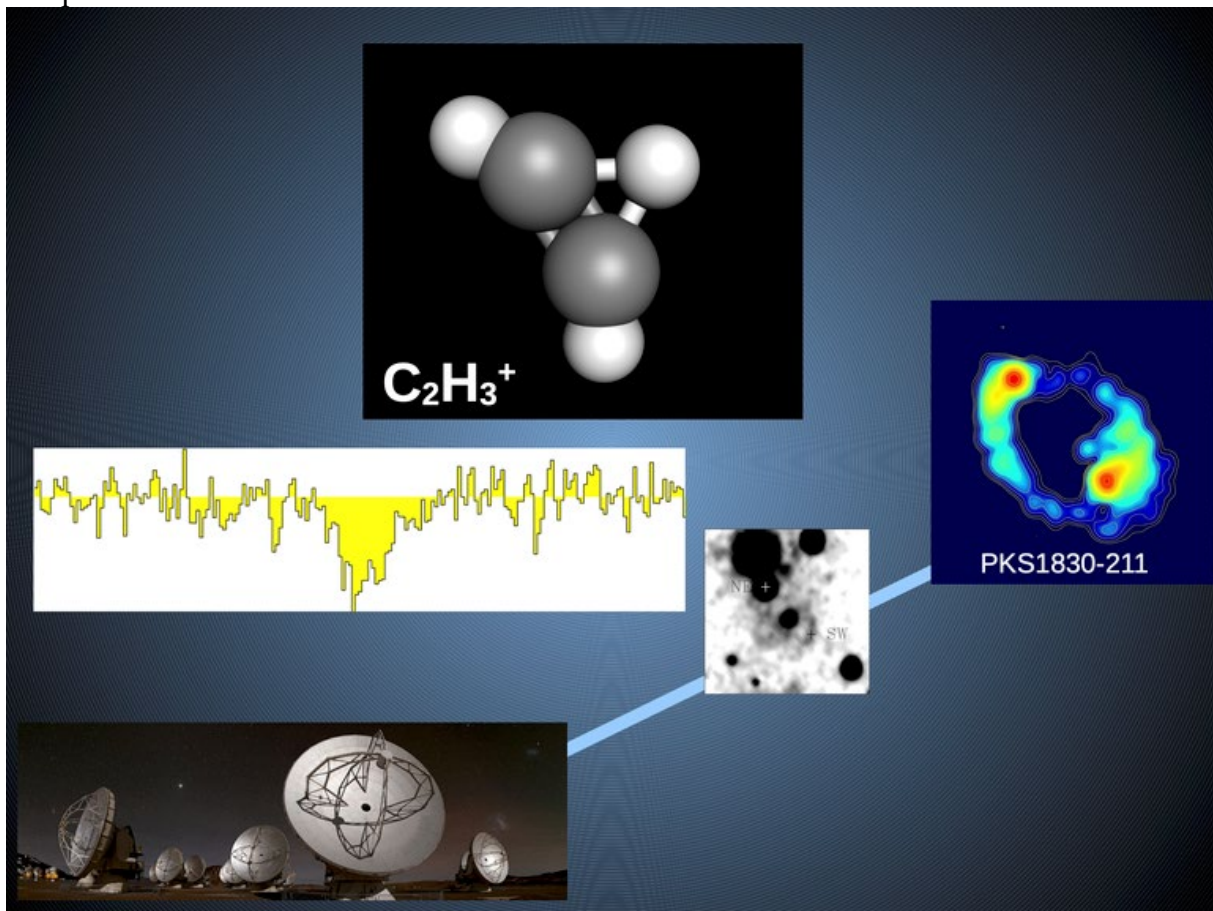 C₂H₃⁺
PKS1830-211
NE +
+ SW